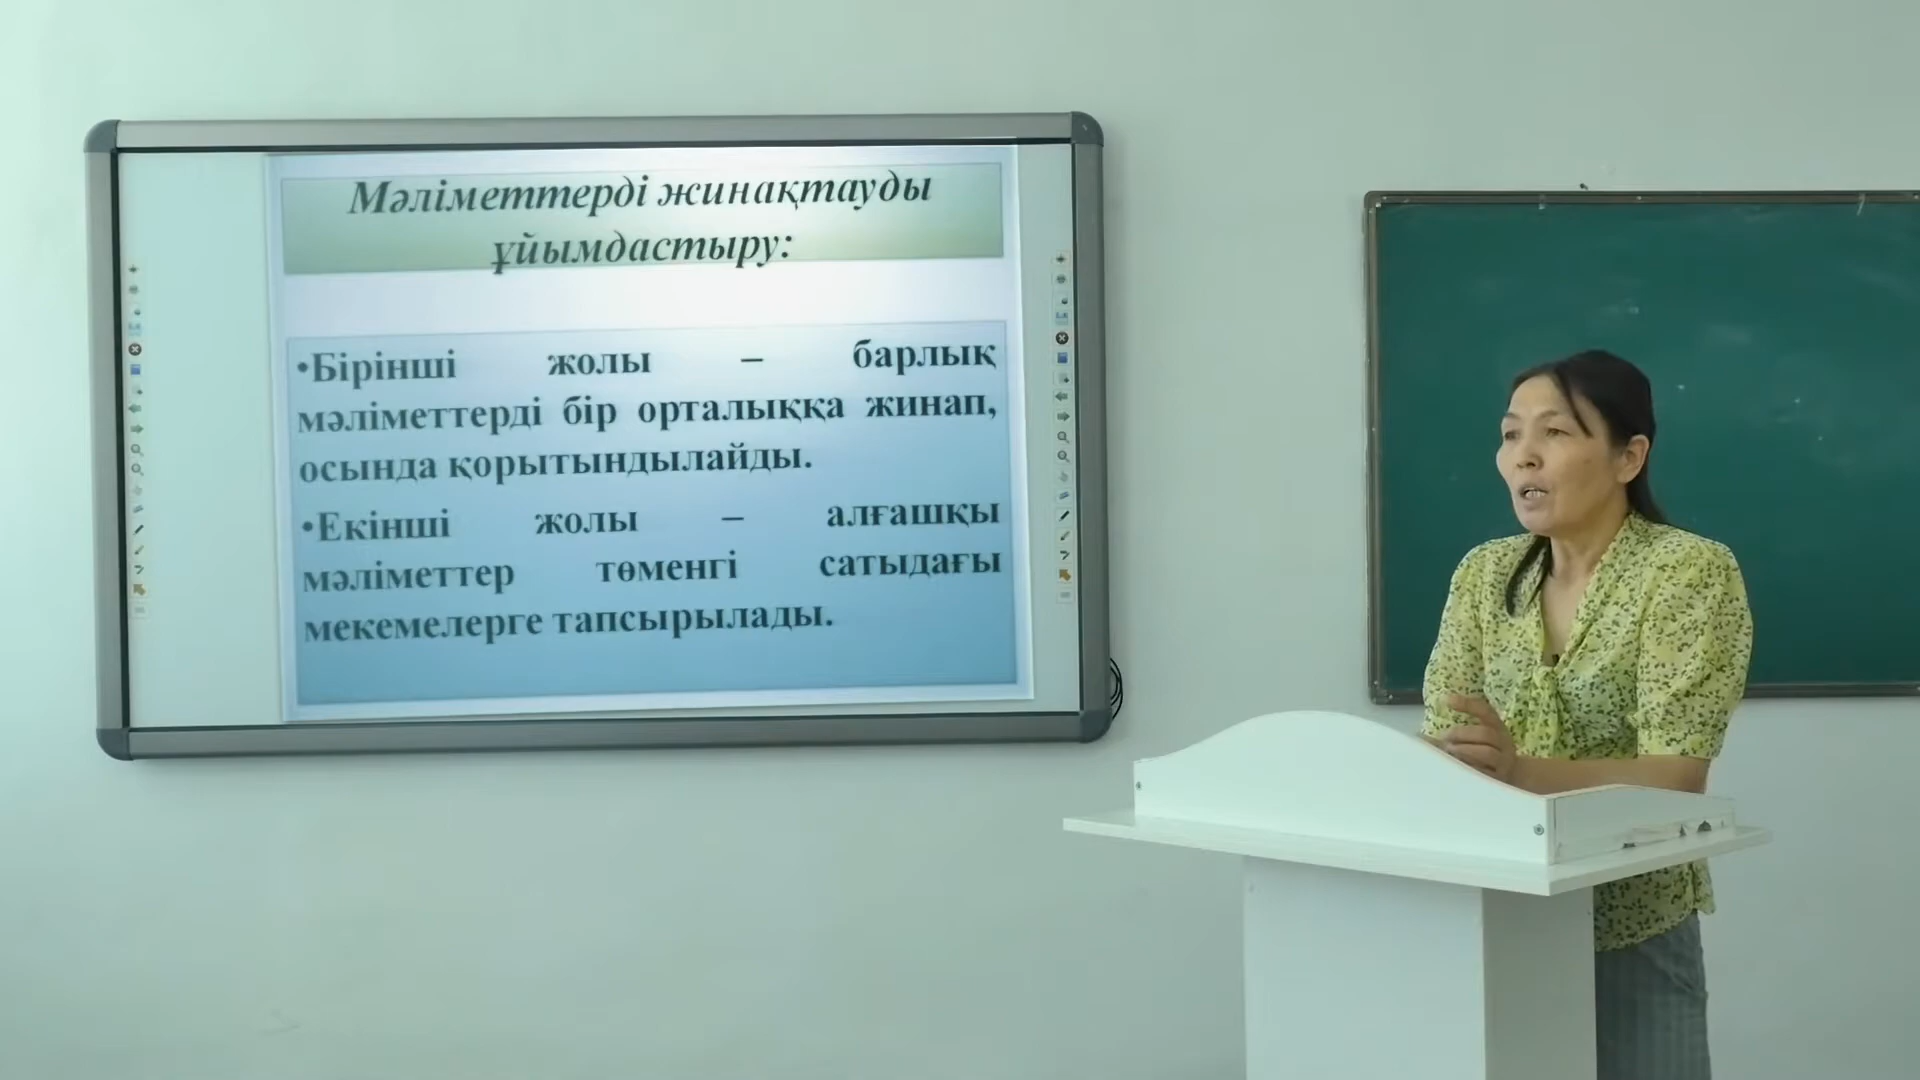 Мәліметтерді жинақтауды
ұйымдастыру:
•Бірінші жолы – барлық
мәліметтерді бір орталыққа жинап,
осында қорытындылайды.
•Екінші жолы – алғашқы
мәліметтер төменгі сатыдағы
мекемелерге тапсырылады.